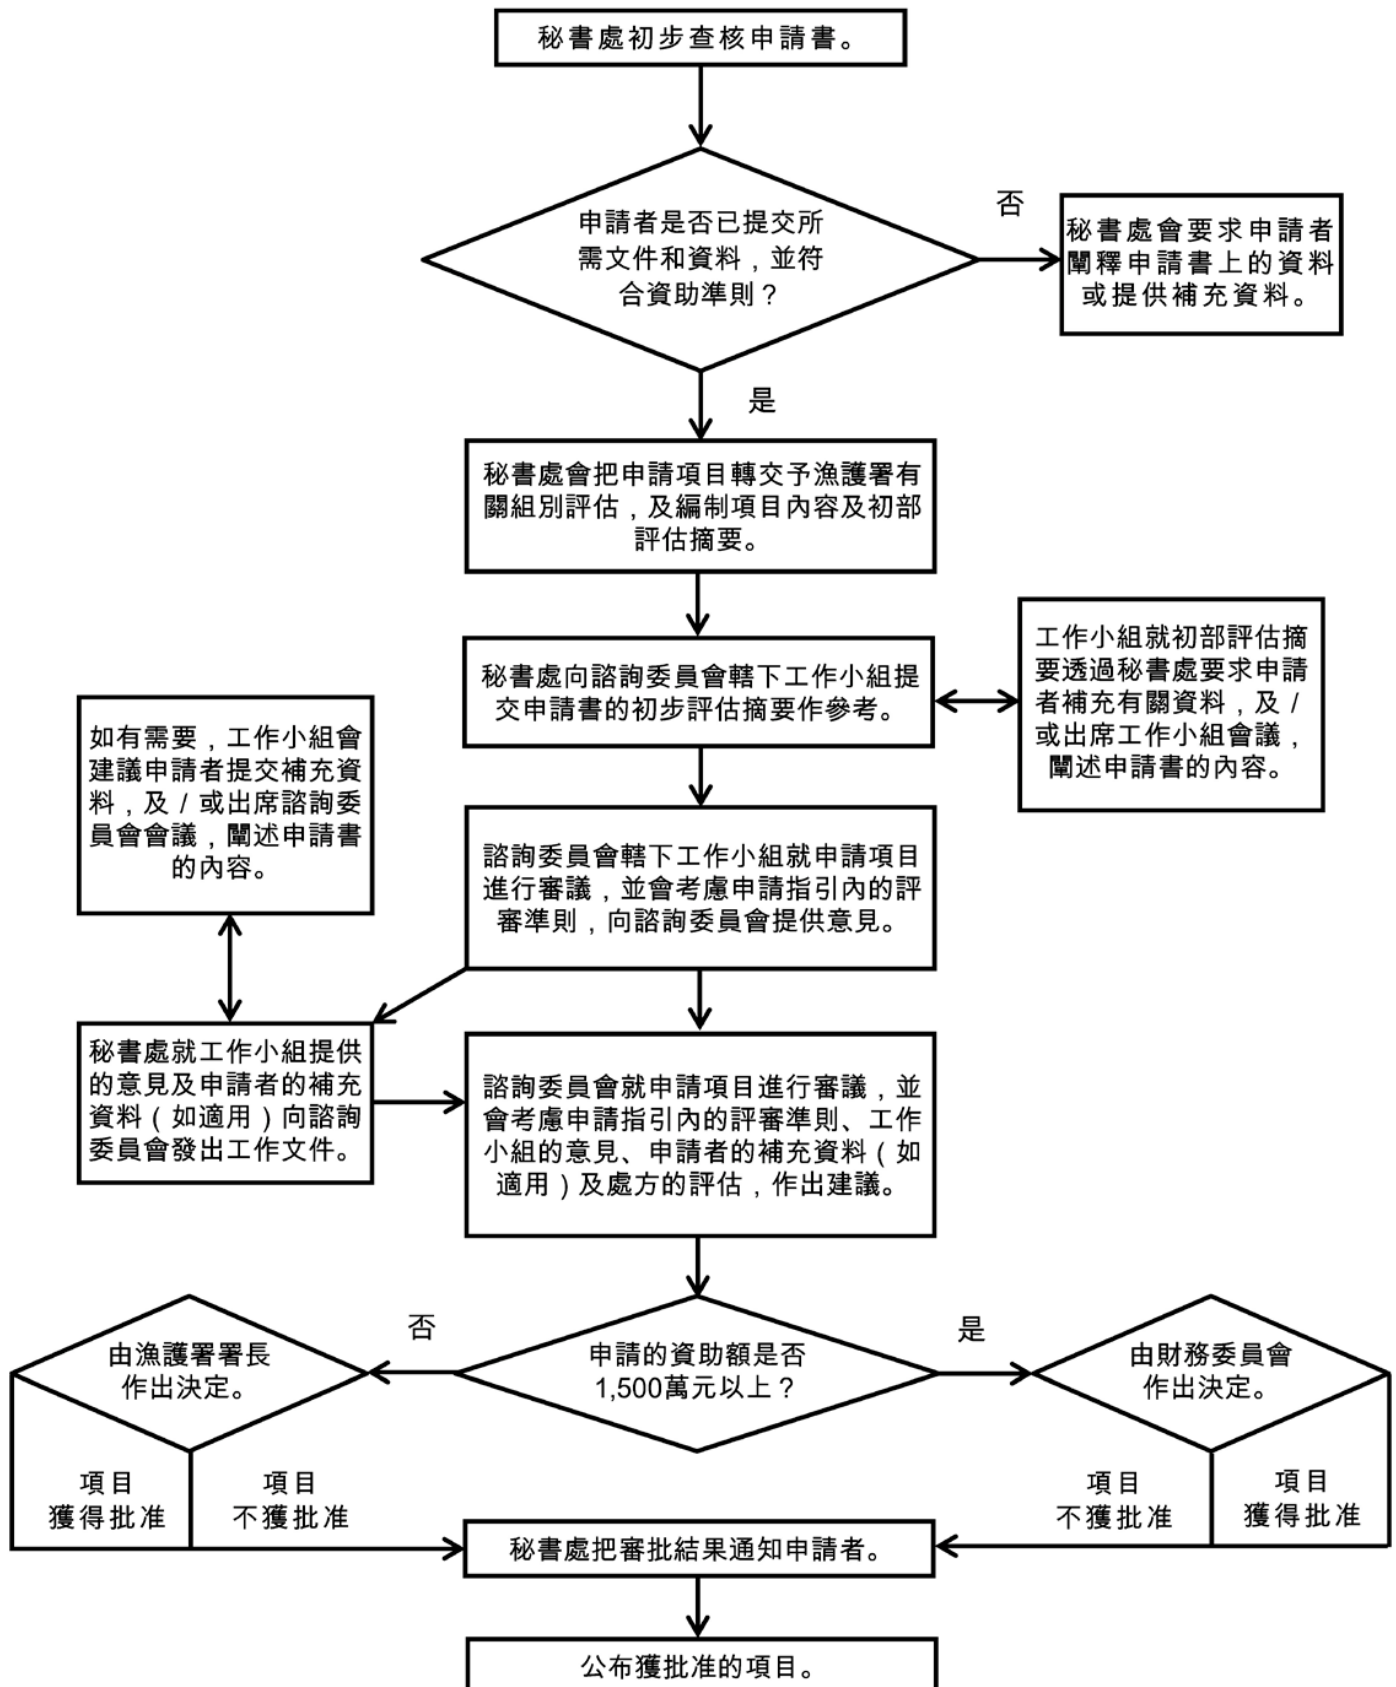 秘書處初步查核申請書。
申請者是否已提交所
需文件和資料，並符
合資助準則？
否
秘書處會要求申請者
闡釋申請書上的資料
或提供補充資料。
是
秘書處會把申請項目轉交予漁護署有
關組別評估，及編制項目內容及初部
評估摘要。
秘書處向諮詢委員會轄下工作小組提
交申請書的初步評估摘要作參考。
工作小組就初部評估摘
要透過秘書處要求申請
者補充有關資料，及 /
或出席工作小組會議，
闡述申請書的內容。
如有需要，工作小組會
建議申請者提交補充資
料，及 / 或出席諮詢委
員會會議，闡述申請書
的內容。
諮詢委員會轄下工作小組就申請項目
進行審議，並會考慮申請指引內的評
審準則，向諮詢委員會提供意見。
秘書處就工作小組提供
的意見及申請者的補充
資料（如適用）向諮詢
委員會發出工作文件。
諮詢委員會就申請項目進行審議，並
會考慮申請指引內的評審準則、工作
小組的意見、申請者的補充資料（如
適用）及處方的評估，作出建議。
由漁護署署長
作出決定。
否
申請的資助額是否
1,500萬元以上？
是
由財務委員會
作出決定。
項目
獲得批准
項目
不獲批准
項目
不獲批准
項目
獲得批准
秘書處把審批結果通知申請者。
公布獲批准的項目。